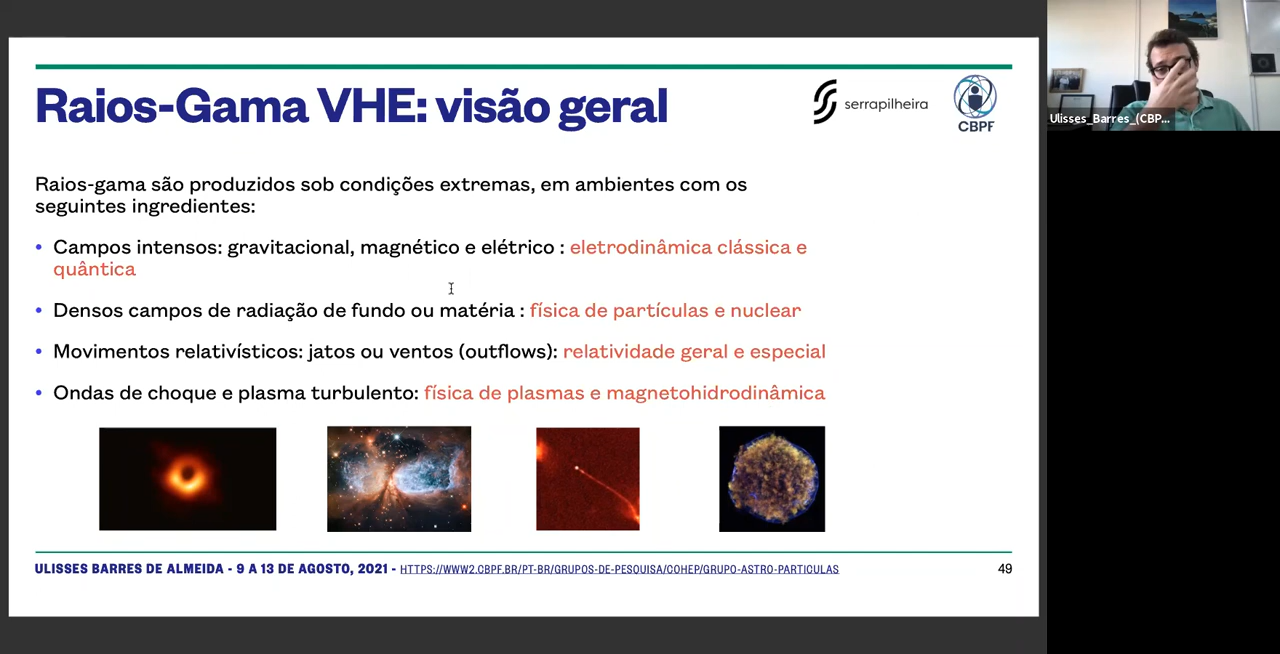 Raios-Gama VHE: visão geral
serrapilheira
CBPF
Ulisses_Barres_(CBP...
Raios-gama são produzidos sob condições extremas, em ambientes com os
seguintes ingredientes:
• Campos intensos: gravitacional, magnético e elétrico : eletrodinâmica clássica e
quântica
• Densos campos de radiação de fundo ou matéria : física de partículas e nuclear
• Movimentos relativísticos: jatos ou ventos (outflows): relatividade geral e especial
• Ondas de choque e plasma turbulento: física de plasmas e magnetohidrodinâmica
ULISSES BARRES DE ALMEIDA - 9 A 13 DE AGOSTO, 2021 - HTTPS://WWW2.CBPF.BR/PT-BR/GRUPOS-DE-PESQUISA/COHEP/GRUPO-ASTRO-PARTICULAS
49